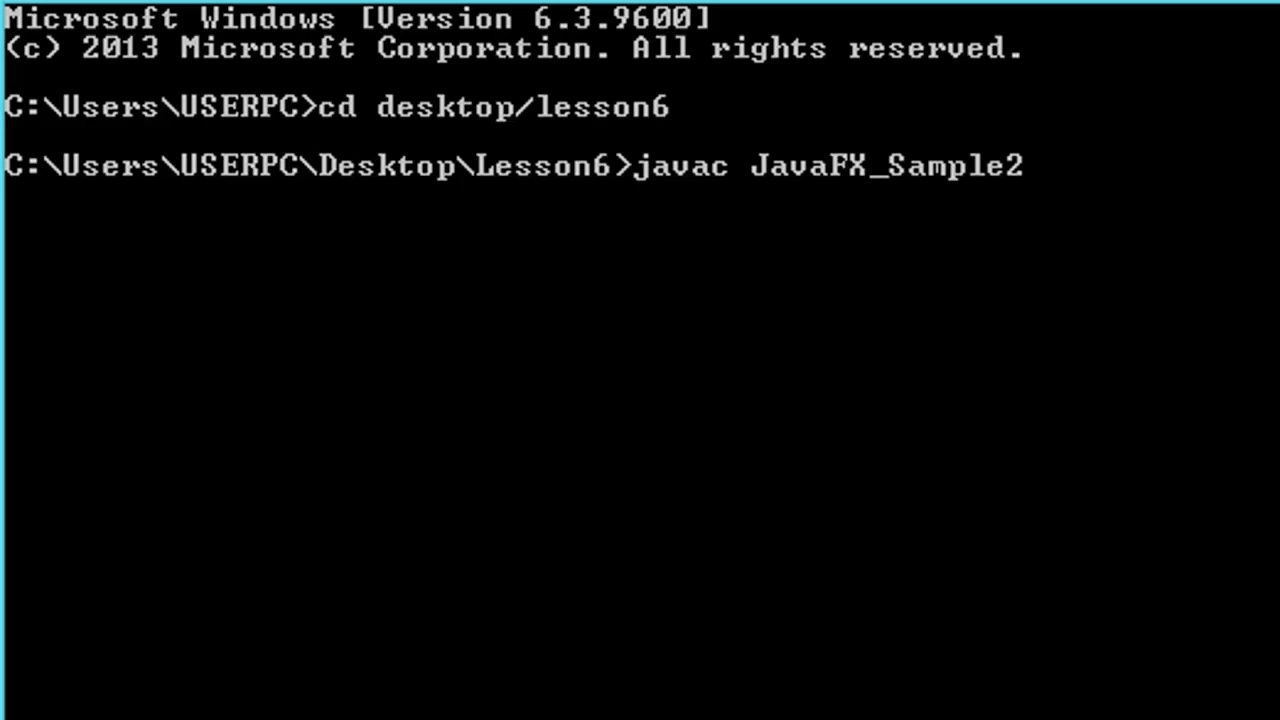 Microsoft Windows [Version 6.3.9600]
(c) 2013 Microsoft Corporation. All rights reserved.
C:\Users\USERPC>cd desktop/lesson6
C:\Users\USERPC\Desktop\Lesson6>javac JavaFX_Sample2